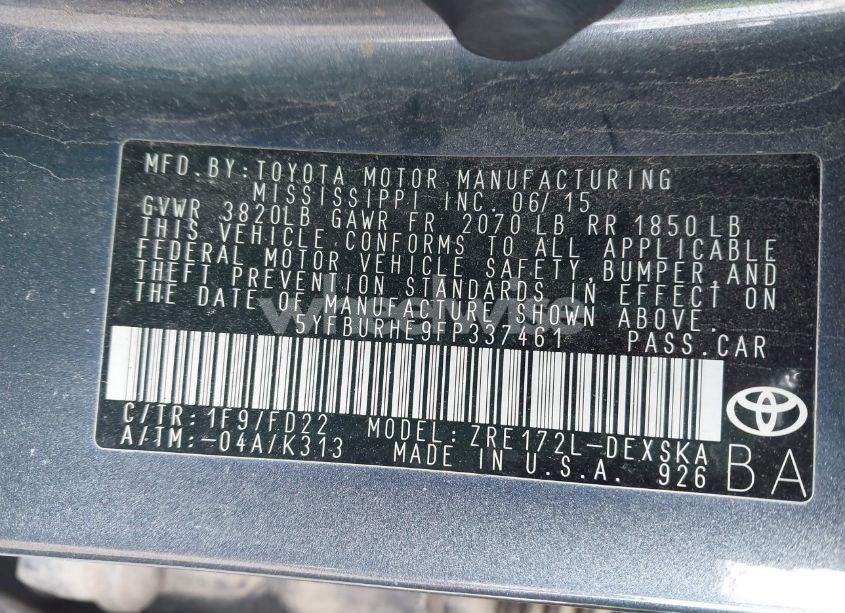 MFD.BY:TOYOTA MOTOR MANUFACTURING
MISSISSIPPI INC. 06/15
GVWR 3820LB GAWR FR 2070 LB RR 1850 LB
THIS VEHICLE CONFORMS TO ALL APPLICABLE
FEDERAL MOTOR VEHICLE SAFETY,BUMPER,AND
THEFT PREVENTION STANDARDS IN EFFECT ON
THE DATE OF MANUFACTURE SHOWN ABOVE.
5YFBURHE9FP337461 PASS.CAR
C/TR:1F9/FD22 MODEL:ZRE172L-DEXSKA
A/TM:-04A/K313 MADE IN U.S.A. 926
BA